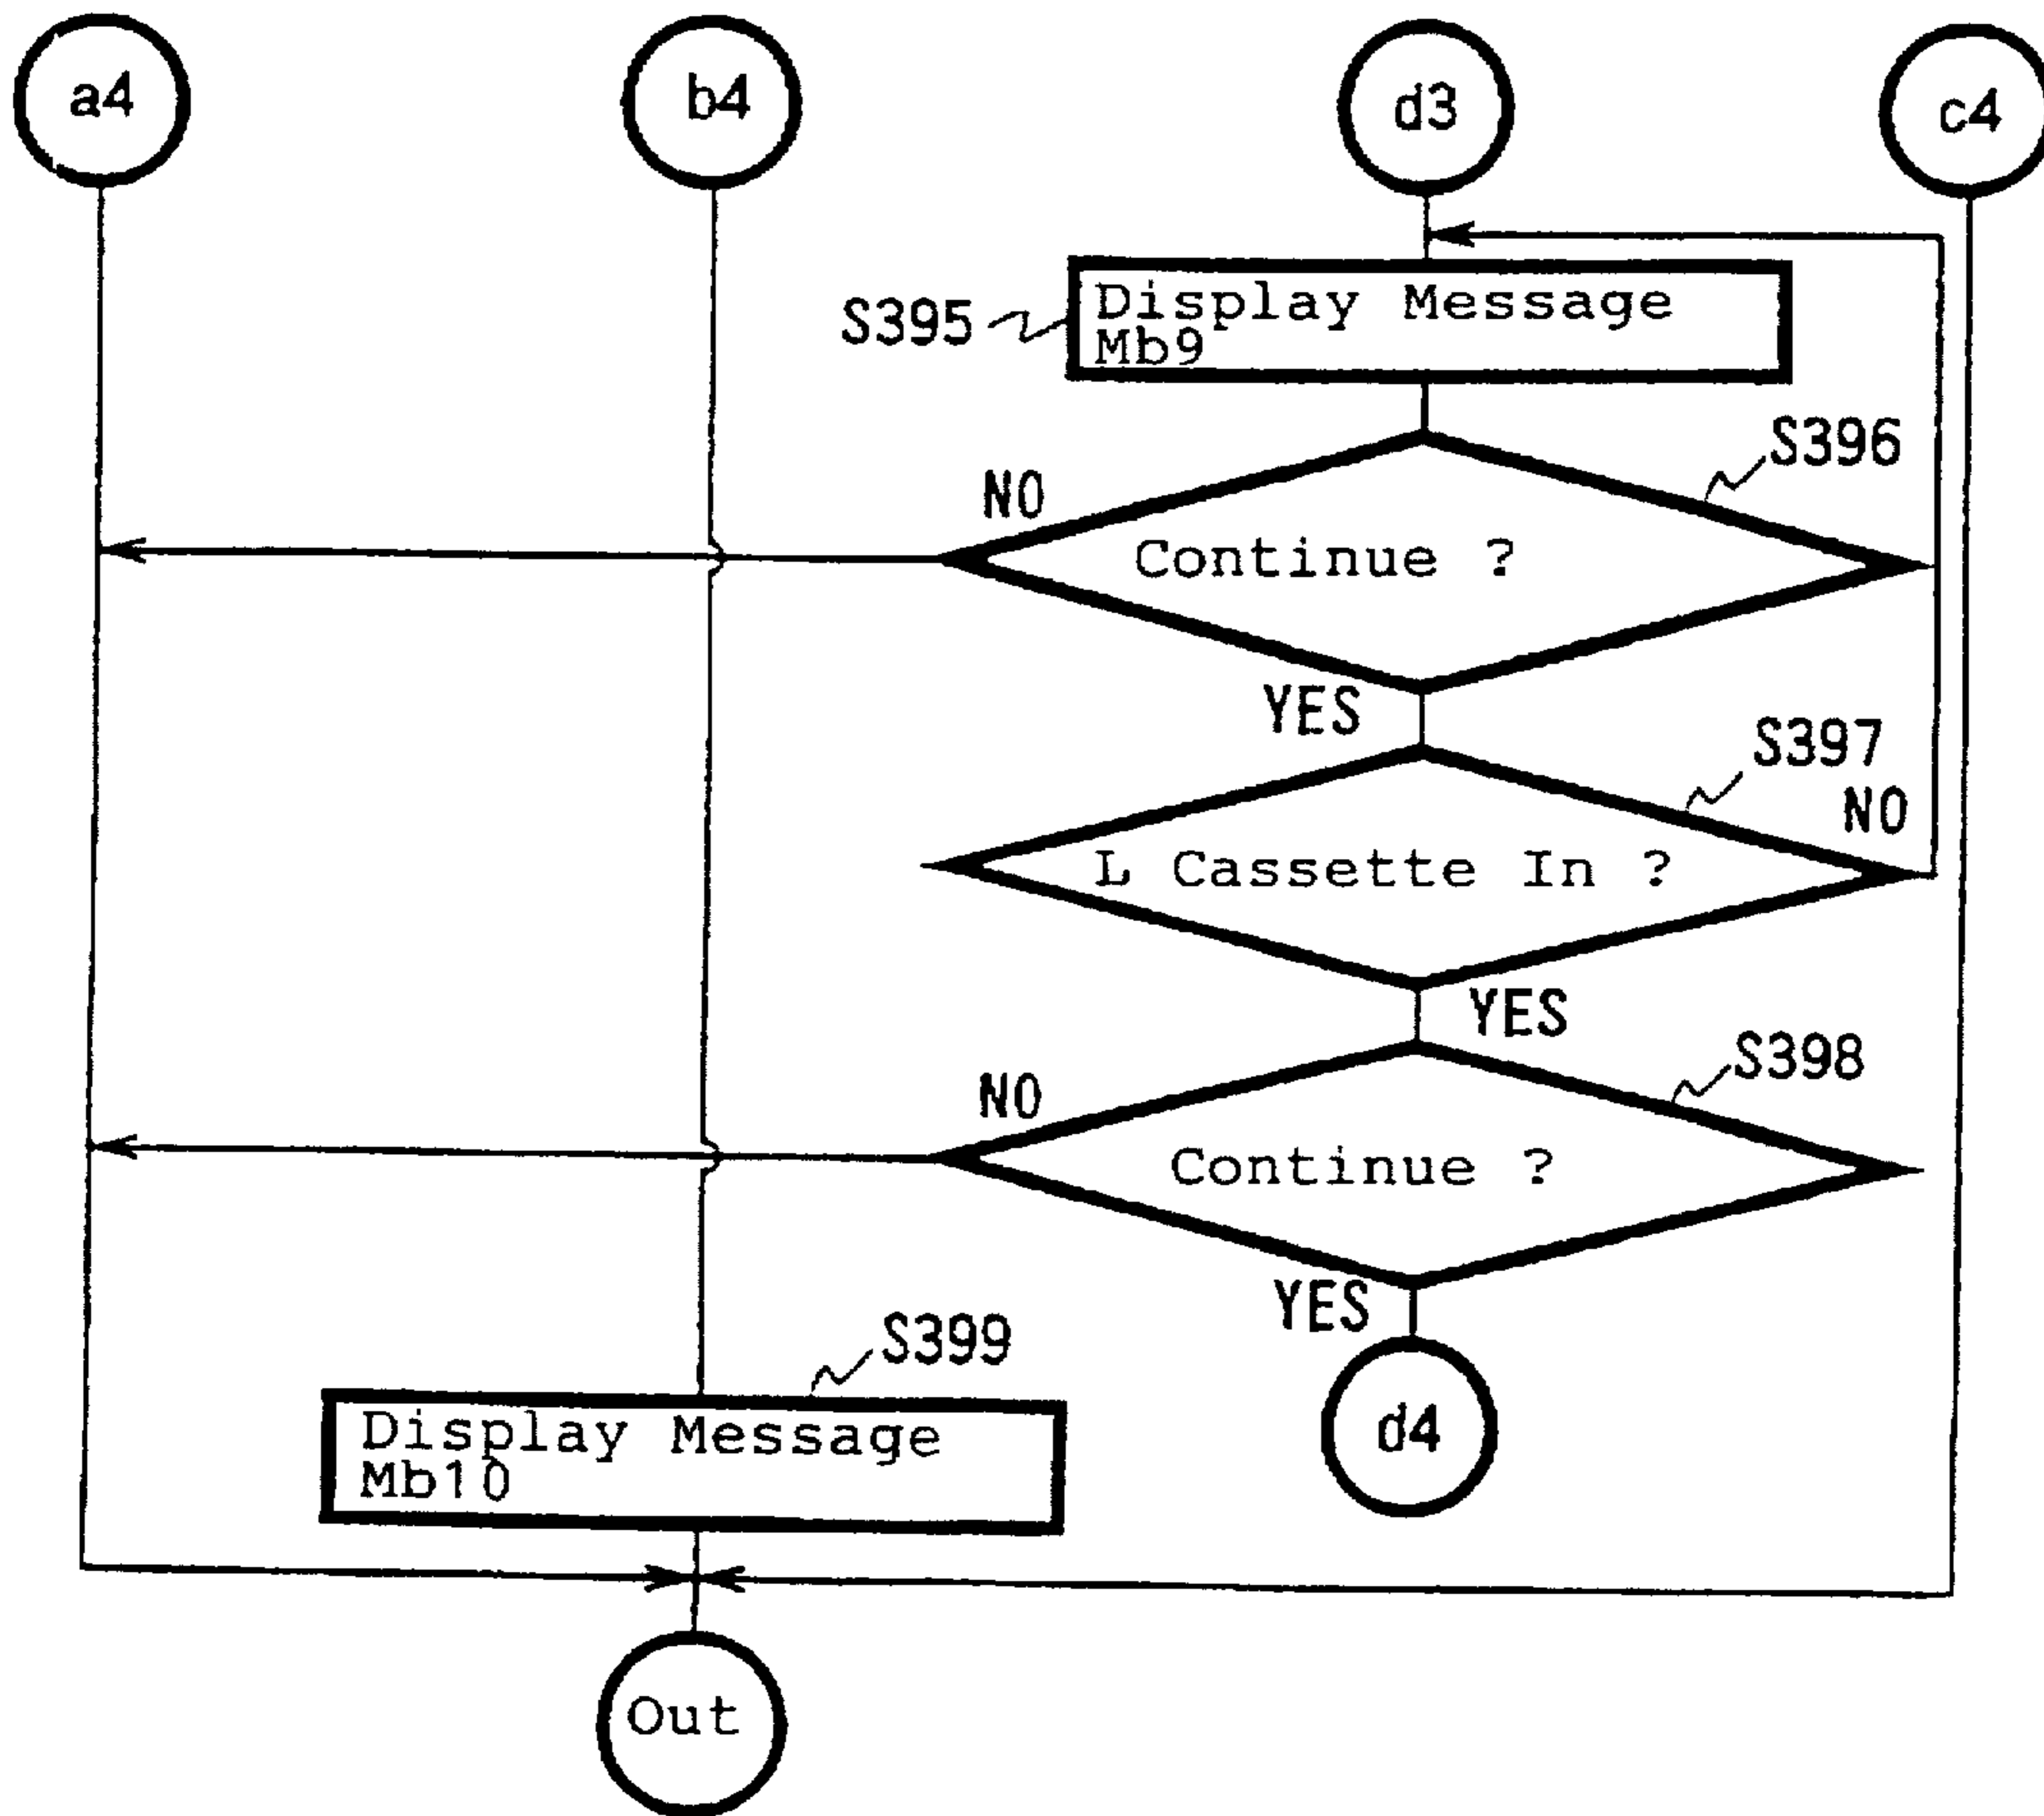 a4
b4
d3
c4
S395
Display Message
Mb9
S396
NO
Continue ?
YES
S397
NO
L Cassette In ?
YES
S398
NO
Continue ?
YES
S399
Display Message
Mb10
d4
Out